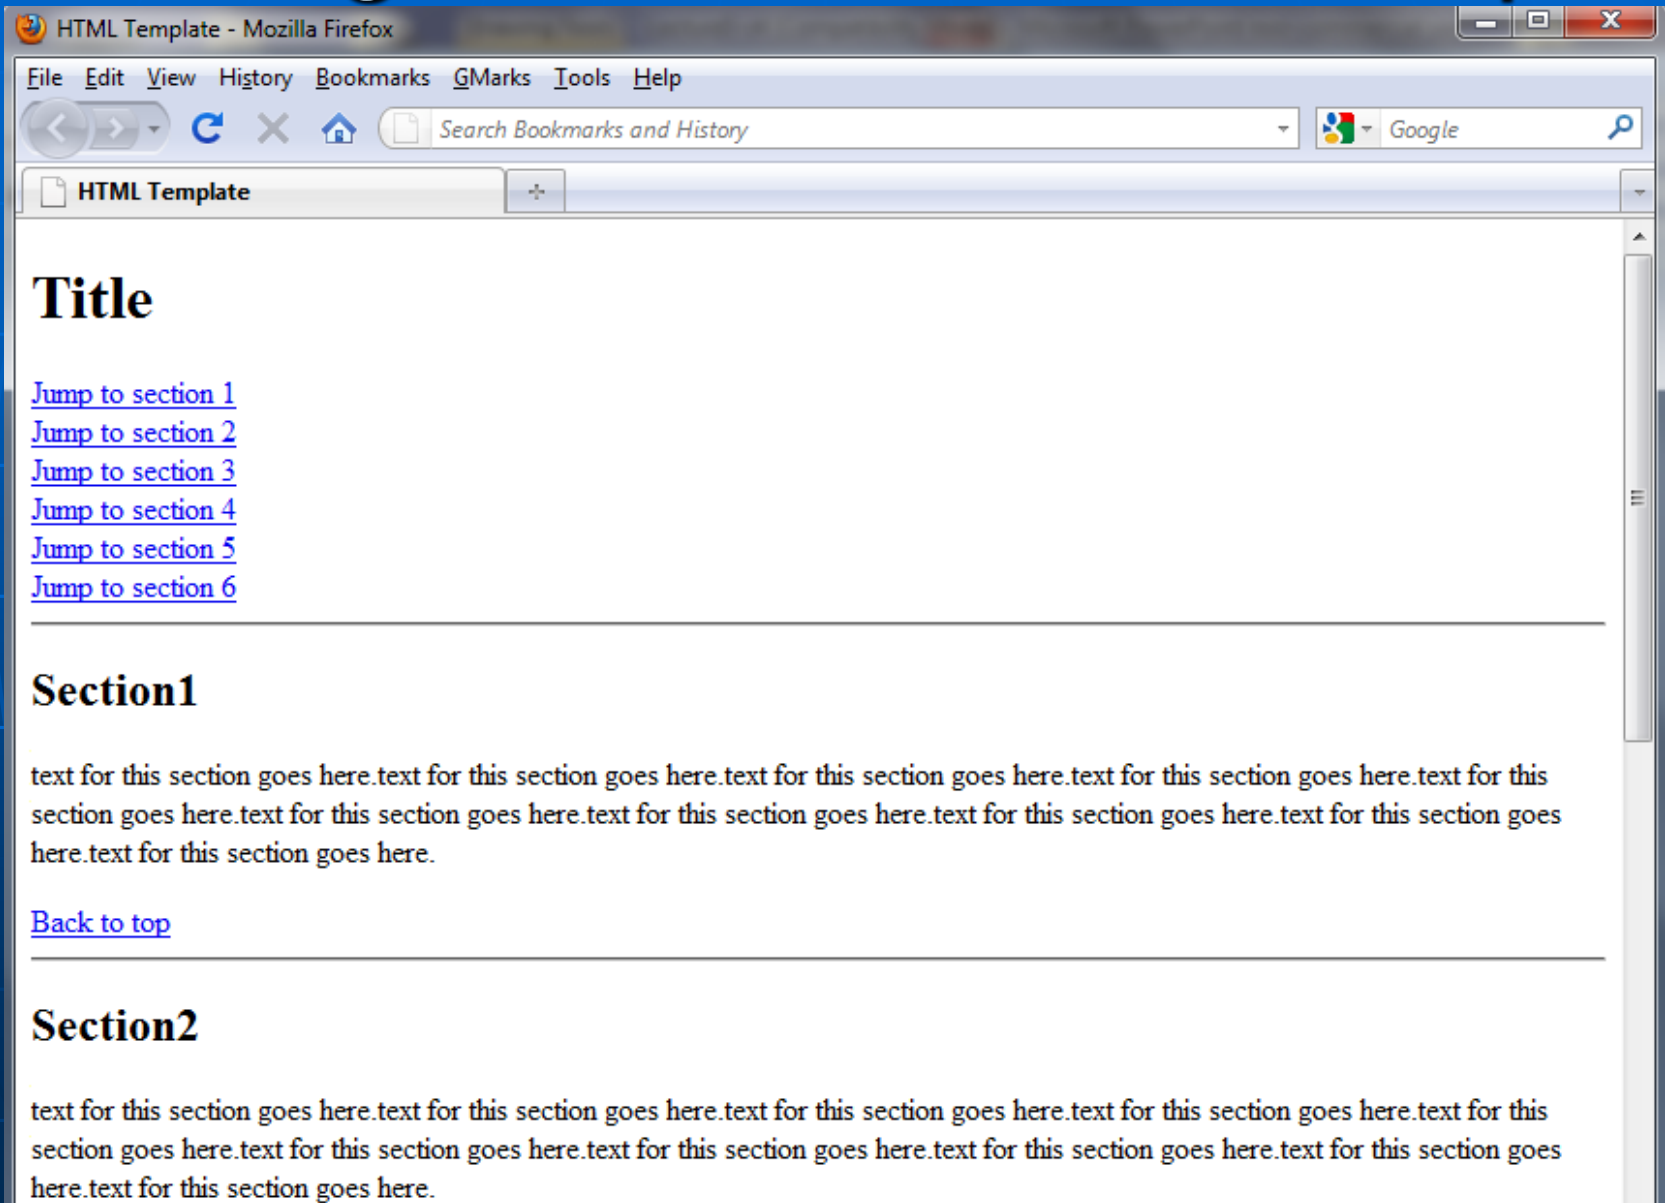 HTML Template - Mozilla Firefox
File Edit View History Bookmarks GMarks Tools Help
Search Bookmarks and History
Google
HTML Template
Title
Jump to section 1
Jump to section 2
Jump to section 3
Jump to section 4
Jump to section 5
Jump to section 6
Section1
text for this section goes here.text for this section goes here.text for this section goes here.text for this section goes here.text for this
section goes here.text for this section goes here.text for this section goes here.text for this section goes here.text for this section goes
here.text for this section goes here.
Back to top
Section2
text for this section goes here.text for this section goes here.text for this section goes here.text for this section goes here.text for this
section goes here.text for this section goes here.text for this section goes here.text for this section goes here.text for this section goes
here.text for this section goes here.